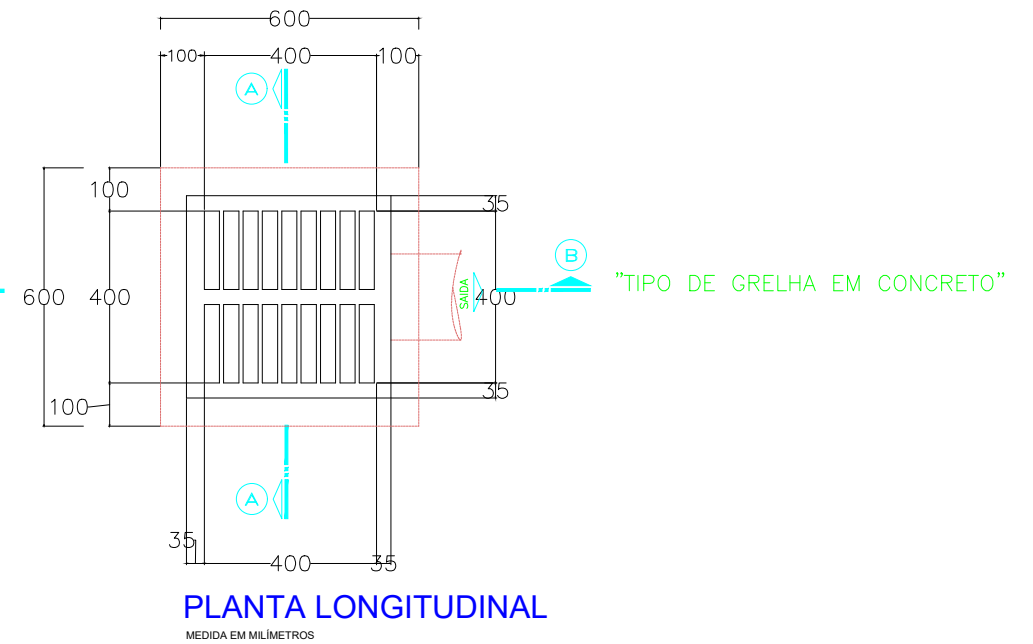 600
100 400 100
A
100
35
B
"TIPO DE GRELHA EM CONCRETO"
600 400 SAIDA 400
35
100
A
35 400 35
PLANTA LONGITUDINAL
MEDIDA EM MILÍMETROS